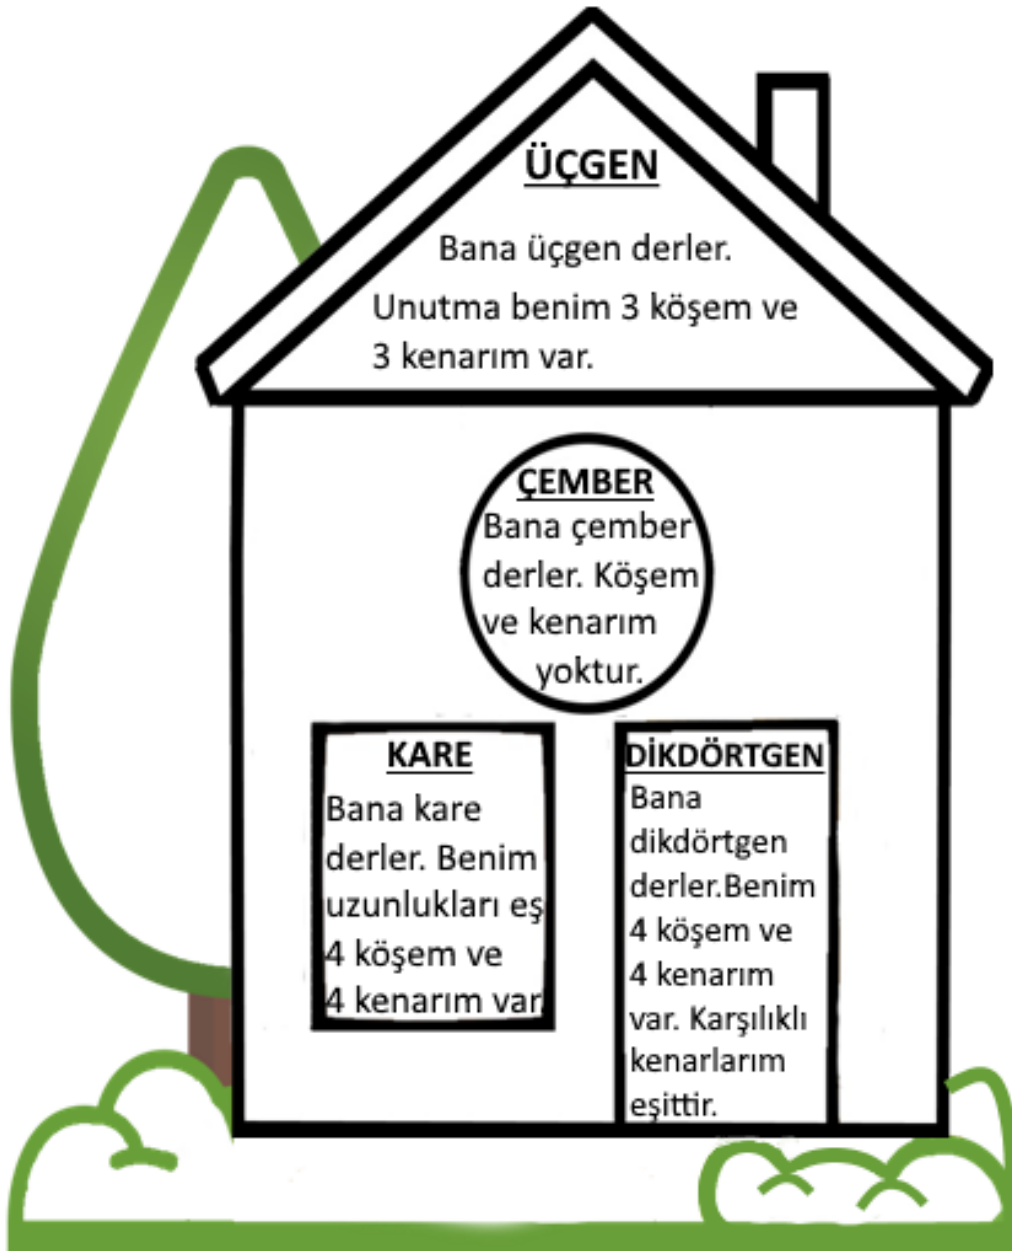 ÜÇGEN
Bana üçgen derler.
Unutma benim 3 köşem ve
3 kenarım var.
ÇEMBER
Bana çember
derler. Köşem
ve kenarım
yoktur.
KARE
Bana kare
derler. Benim
uzunlukları eş
4 köşem ve
4 kenarım var
DİKDÖRTGEN
Bana
dikdörtgen
derler.Benim
4 köşem ve
4 kenarım
var. Karşılıklı
kenarlarım
eşittir.